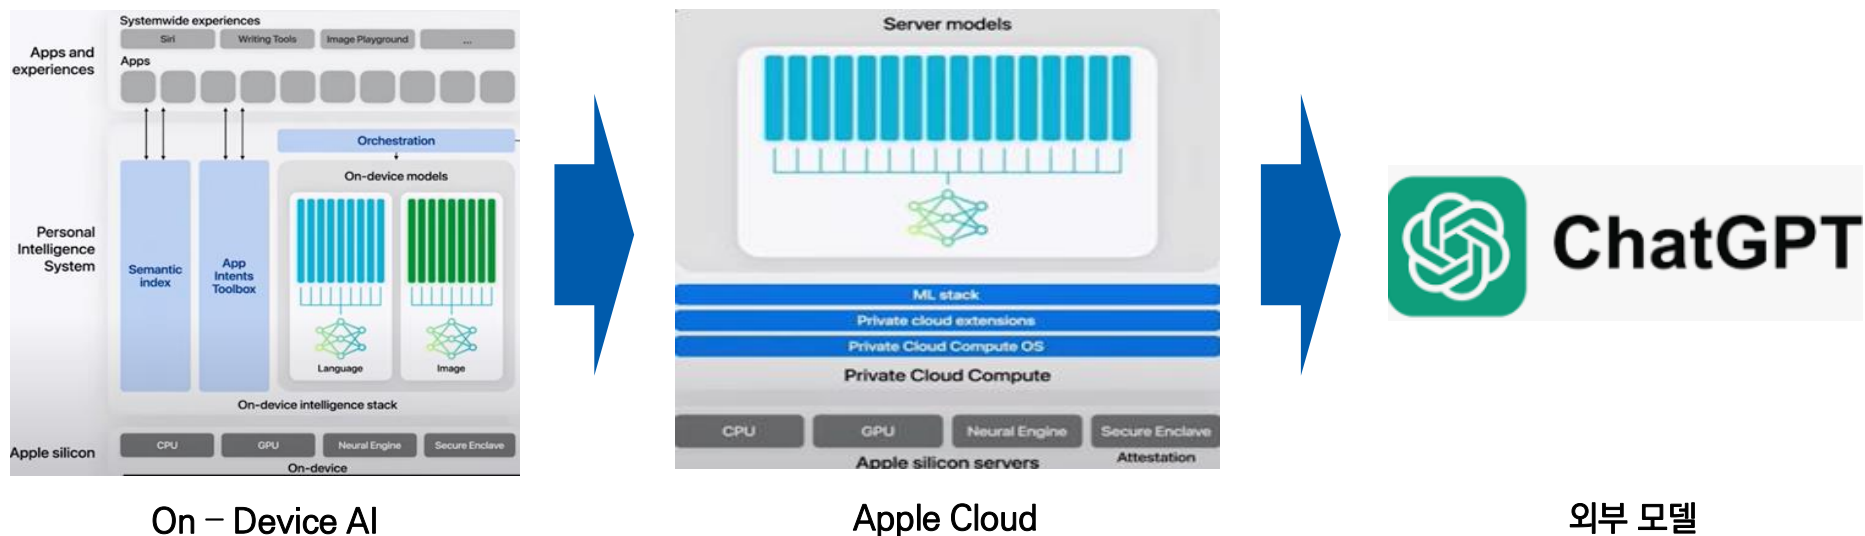 Systemwide experiences
Siri
Writing Tools
Image Playground
...
Apps and
experiences
Apps
Orchestration
On-device models
Personal
Intelligence
System
Semantic
index
App
Intents
Toolbox
Language
Image
On-device intelligence stack
Apple silicon
CPU
GPU
Neural Engine
Secure Enclave
On-device
On – Device AI
Server models
ML stack
Private cloud extensions
Private Cloud Compute OS
Private Cloud Compute
CPU
GPU
Neural Engine
Secure Enclave
Apple silicon servers
Attestation
Apple Cloud
ChatGPT
외부 모델